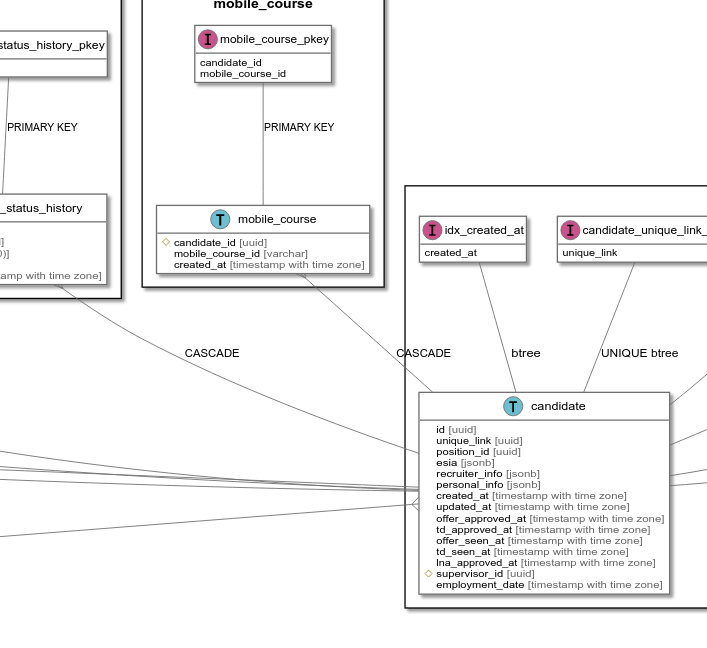 mobile_course
status_history_pkey
mobile_course_pkey
candidate_id
mobile_course_id
PRIMARY KEY
PRIMARY KEY
_status_history
]
)]
amp with time zone]
mobile_course
candidate_id [uuid]
mobile_course_id [varchar]
created_at [timestamp with time zone]
idx_created_at
created_at
candidate_unique_link_
unique_link
CASCADE
CASCADE
btree
UNIQUE btree
candidate
id [uuid]
unique_link [uuid]
position_id [uuid]
esia [jsonb]
recruiter_info [jsonb]
personal_info [jsonb]
created_at [timestamp with time zone]
updated_at [timestamp with time zone]
offer_approved_at [timestamp with time zone]
td_approved_at [timestamp with time zone]
offer_seen_at [timestamp with time zone]
td_seen_at [timestamp with time zone]
lna_approved_at [timestamp with time zone]
supervisor_id [uuid]
employment_date [timestamp with time zone]